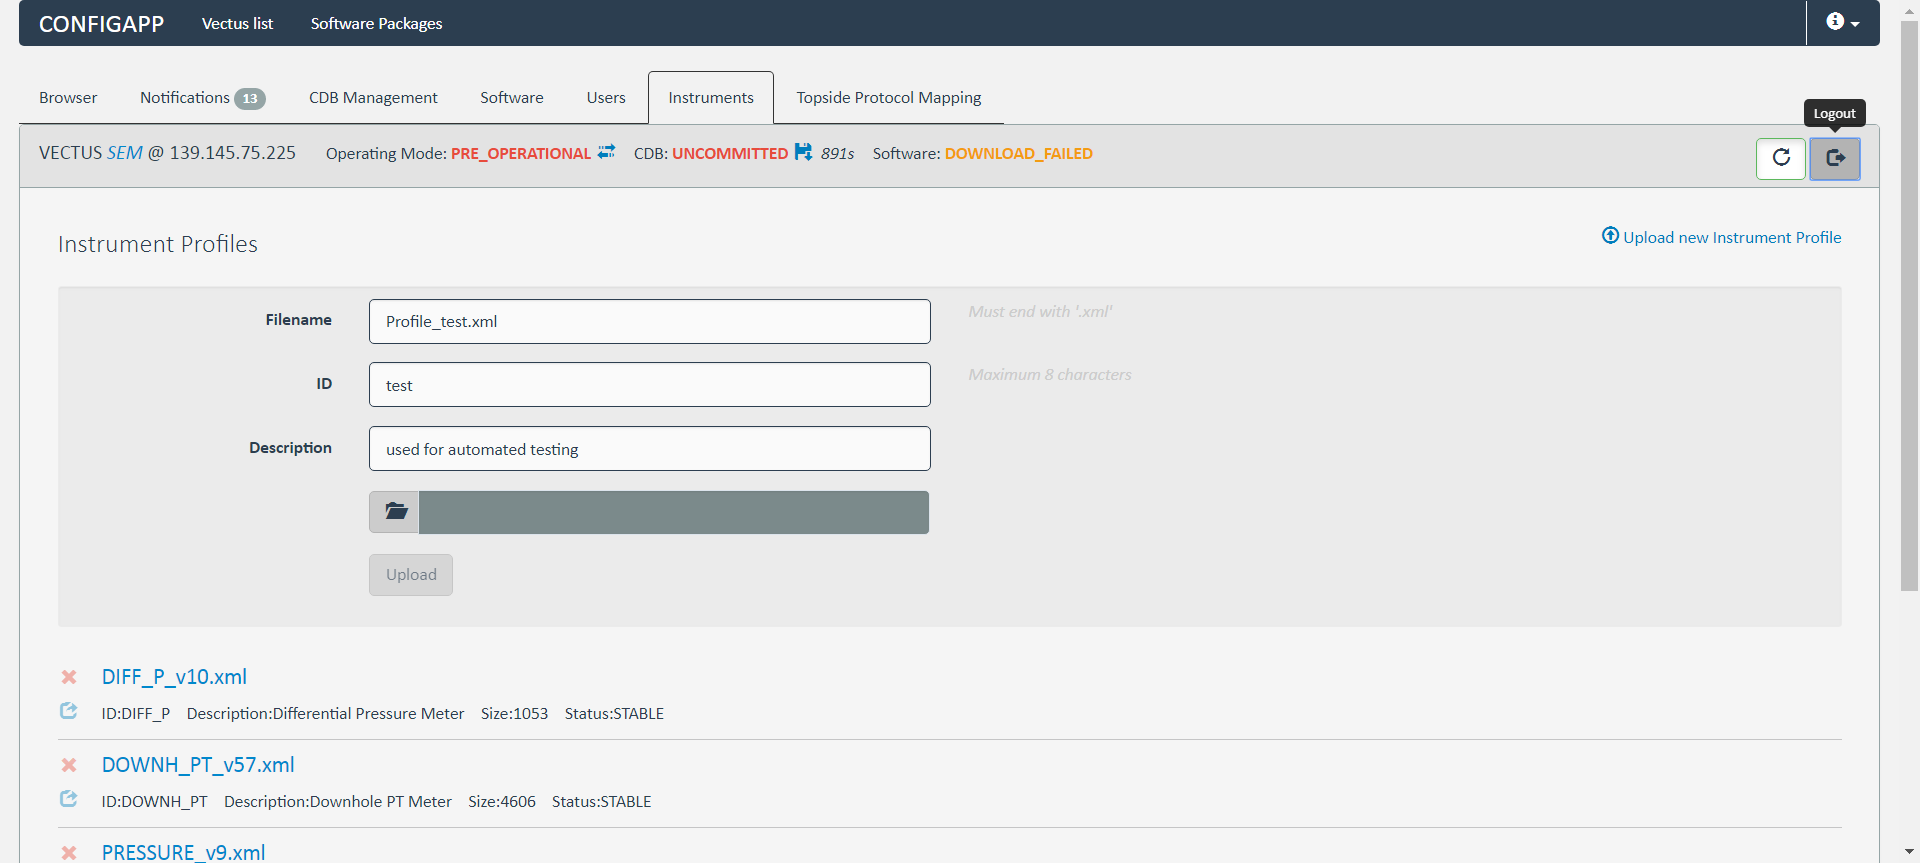 CONFIGAPP Vectus list Software Packages
Browser Notifications 13 CDB Management Software Users Instruments Topside Protocol Mapping
Logout
VECTUS SEM @ 139.145.75.225 Operating Mode: PRE_OPERATIONAL CDB: UNCOMMITTED 891s Software: DOWNLOAD_FAILED
Instrument Profiles Upload new Instrument Profile
Filename Profile_test.xml Must end with '.xml'
ID test Maximum 8 characters
Description used for automated testing
Upload
DIFF_P_v10.xml
ID:DIFF_P Description:Differential Pressure Meter Size:1053 Status:STABLE
DOWNH_PT_v57.xml
ID:DOWNH_PT Description:Downhole PT Meter Size:4606 Status:STABLE
PRESSURE_v9.xml